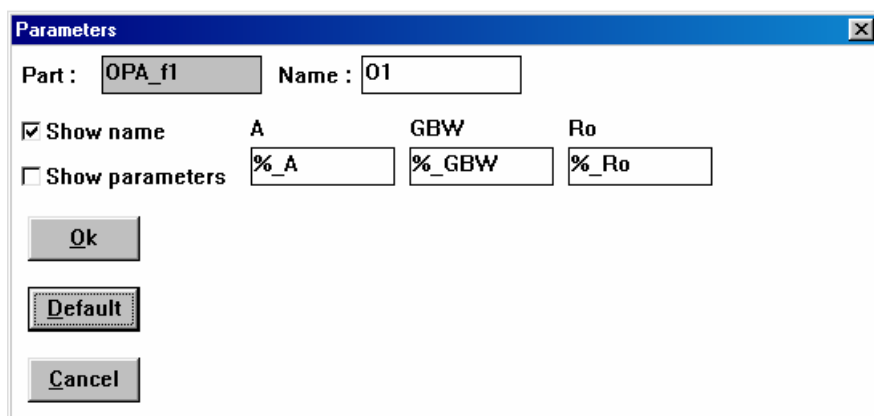 Parameters
Part : OPA_f1 Name : O1
Show name A GBW Ro
Show parameters %_A %_GBW %_Ro
Ok
Default
Cancel